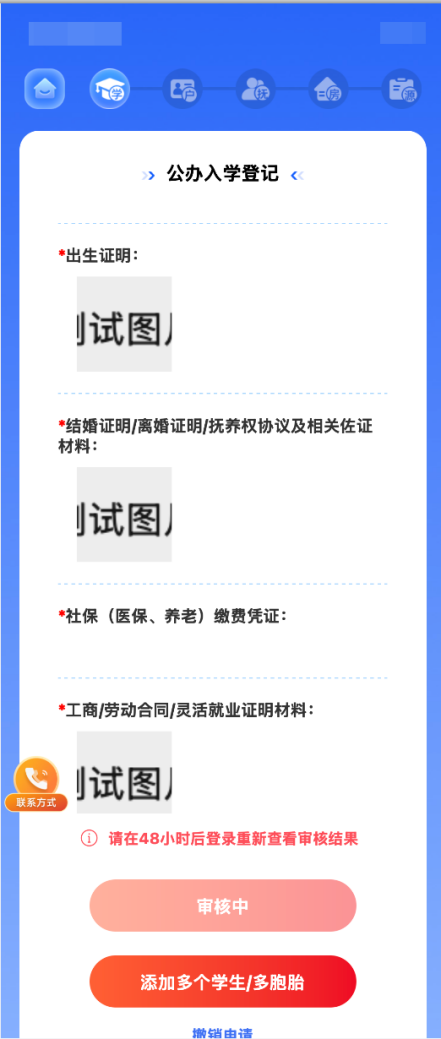 学
户
抚
房
公办入学登记
*出生证明：
试图
*结婚证明/离婚证明/抚养权协议及相关佐证
材料：
试图
*社保（医保、养老）缴费凭证：
*工商/劳动合同/灵活就业证明材料：
试图
联系方式
请在48小时后登录重新查看审核结果
审核中
添加多个学生/多胞胎
撤销申请